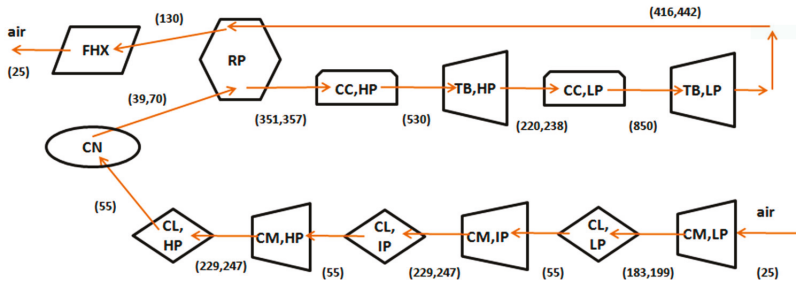 (130)
(416,442)
air
FHX
RP
(25)
(39,70)
CC,HP
TB,HP
CC,LP
TB,LP
(351,357)
(530)
(220,238)
(850)
CN
(55)
CL,
HP
CM,HP
CL,
IP
CM,IP
CL,
LP
CM,LP
air
(229,247)
(55)
(229,247)
(55)
(183,199)
(25)